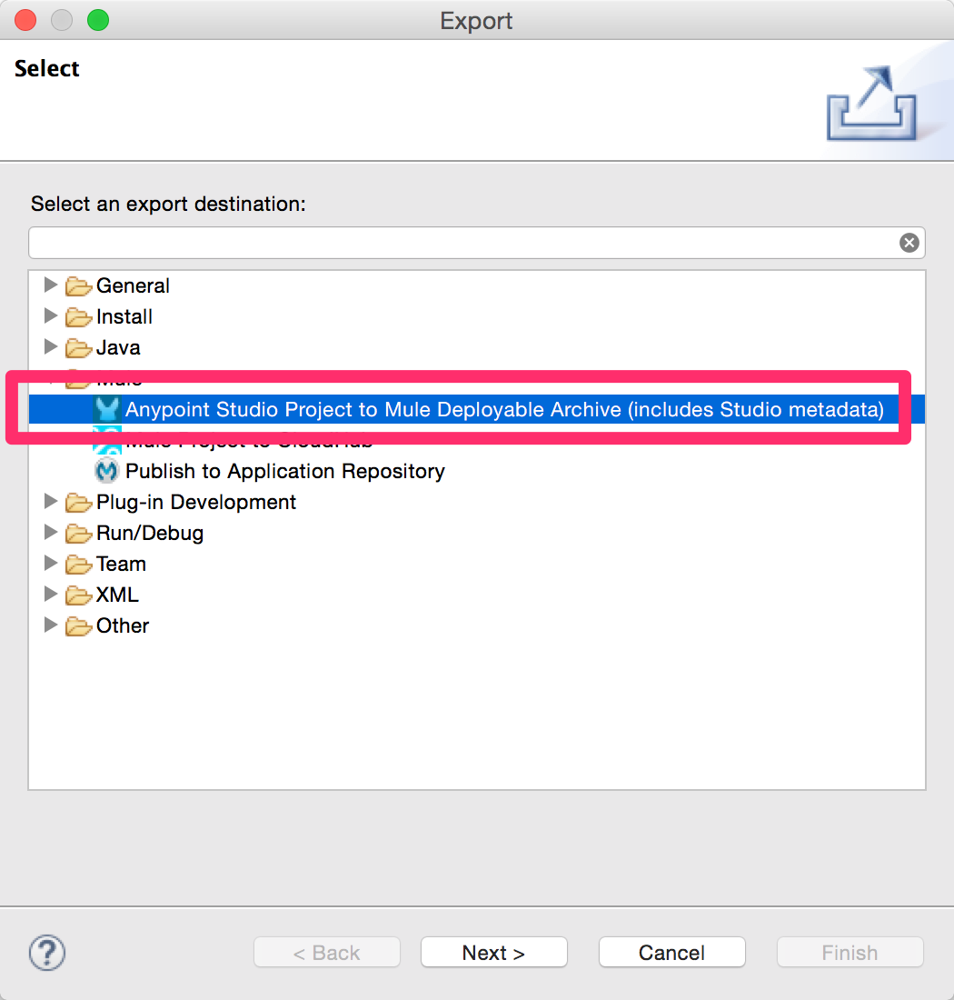 Export
Select
Select an export destination:
General
Install
Java
Mule
Anypoint Studio Project to Mule Deployable Archive (includes Studio metadata)
Mule Project to CloudHub
Publish to Application Repository
Plug-in Development
Run/Debug
Team
XML
Other
?
< Back
Next >
Cancel
Finish